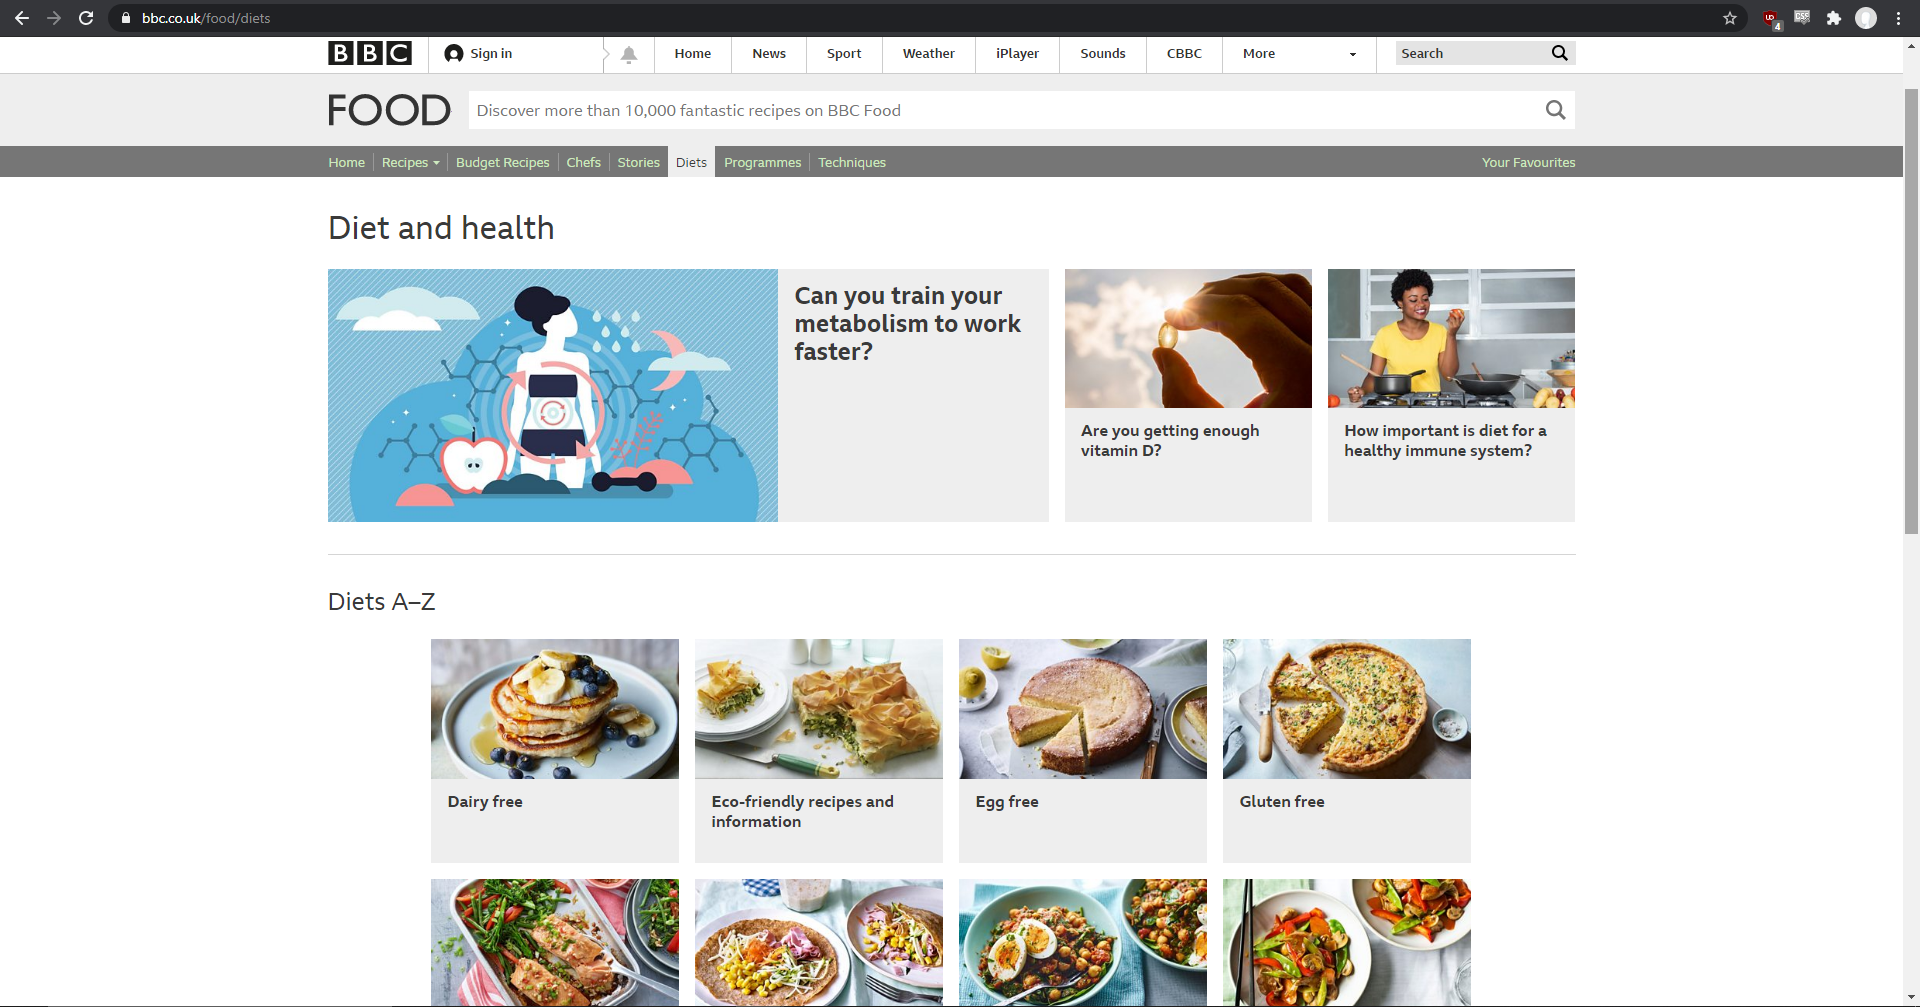 bbc.co.uk/food/diets
4
BBC Sign in Home News Sport Weather iPlayer Sounds CBBC More Search
FOOD Discover more than 10,000 fantastic recipes on BBC Food
Home Recipes Budget Recipes Chefs Stories Diets Programmes Techniques Your Favourites
Diet and health
Can you train your
metabolism to work
faster?
Are you getting enough
vitamin D?
How important is diet for a
healthy immune system?
Diets A–Z
Dairy free
Eco-friendly recipes and
information
Egg free
Gluten free